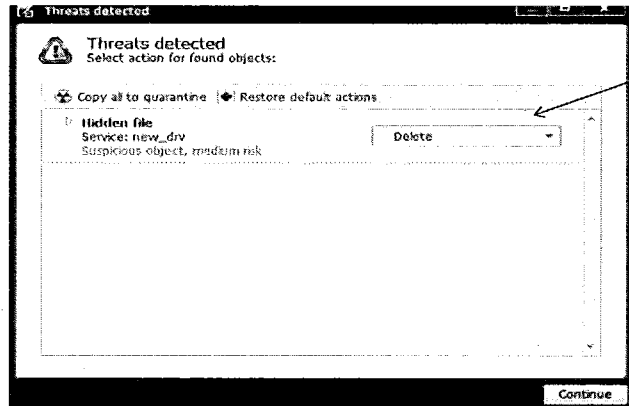 Threats detected
Threats detected
Select action for found objects:
Copy all to quarantine Restore default actions
Hidden file
Service: new_drv
Delete
Suspicious object, medium risk
Continue